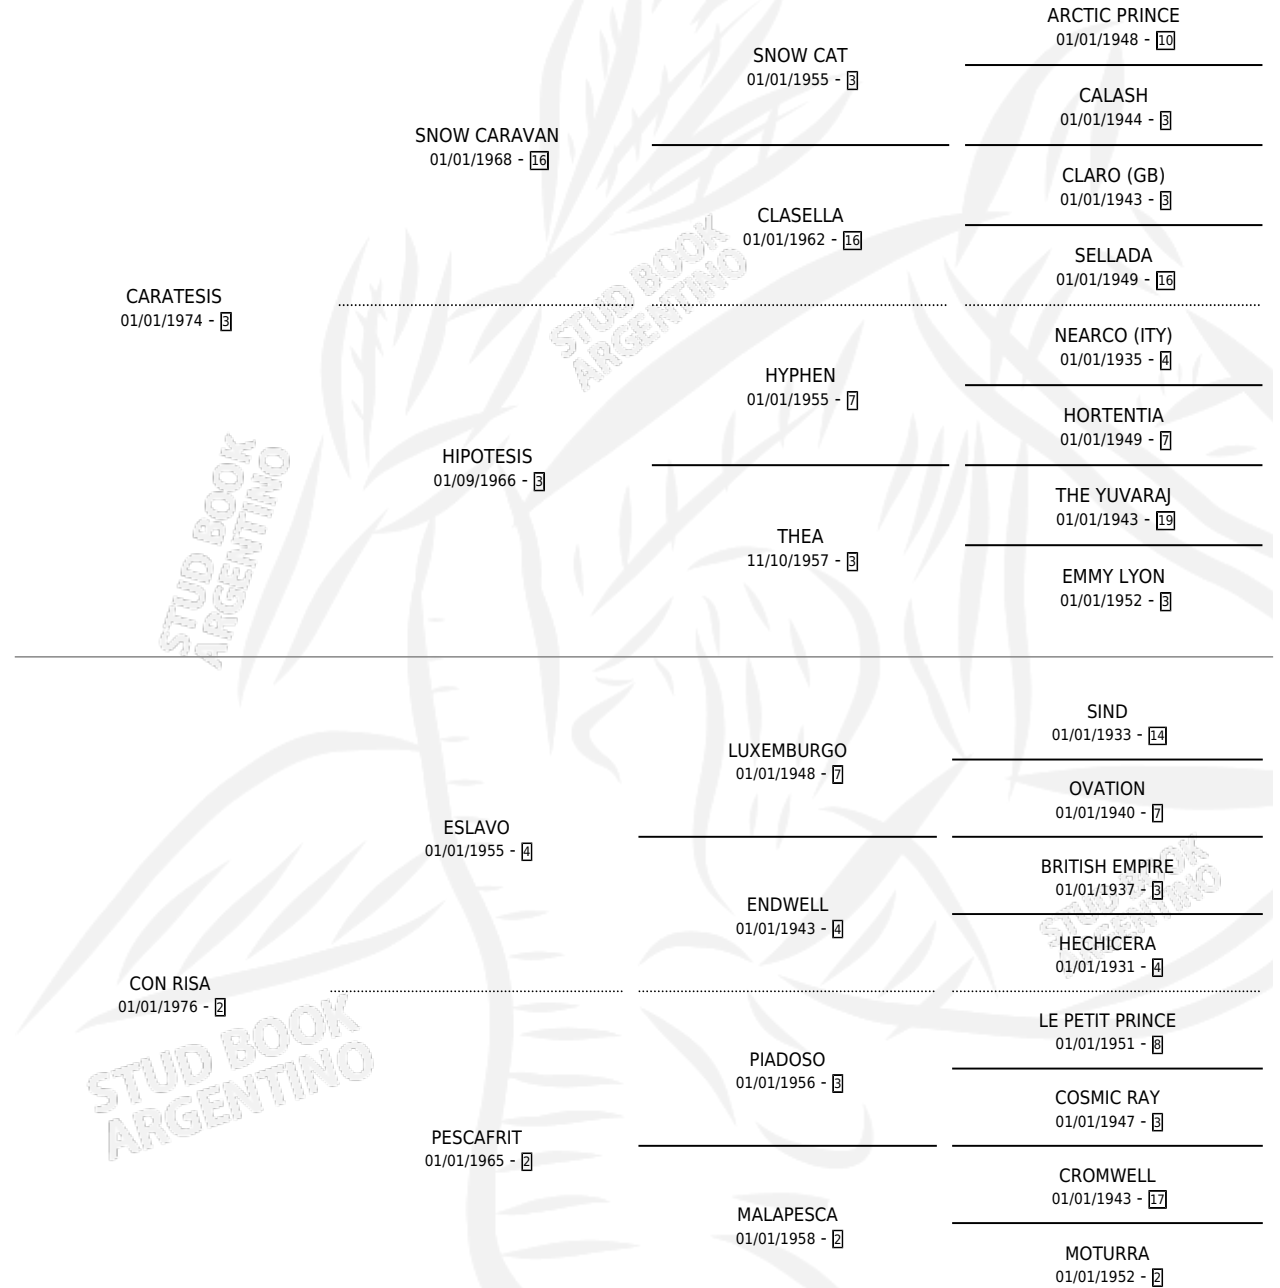 ARCTIC PRINCE
01/01/1948 - 10
SNOW CAT
01/01/1955 - 3
CALASH
01/01/1944 - 3
SNOW CARAVAN
01/01/1968 - 16
CLARO (GB)
01/01/1943 - 3
CLASELLA
01/01/1962 - 16
SELLADA
01/01/1949 - 16
CARATESIS
01/01/1974 - 3
NEARCO (ITY)
01/01/1935 - 4
HYPHEN
01/01/1955 - 7
HORTENTIA
01/01/1949 - 7
HIPOTESIS
01/09/1966 - 3
THE YUVARAJ
01/01/1943 - 19
THEA
11/10/1957 - 3
EMMY LYON
01/01/1952 - 3
STUD BOOK
ARGENTINO
STUD BOOK
ARGENTINO
SIND
01/01/1933 - 14
LUXEMBURGO
01/01/1948 - 7
OVATION
01/01/1940 - 7
ESLAVO
01/01/1955 - 4
BRITISH EMPIRE
01/01/1937 - 3
ENDWELL
01/01/1943 - 4
HECHICERA
01/01/1931 - 4
STUD BOOK
ARGENTINO
CON RISA
01/01/1976 - 2
LE PETIT PRINCE
01/01/1951 - 8
PIADOSO
01/01/1956 - 3
COSMIC RAY
01/01/1947 - 3
STUD BOOK
ARGENTINO
PESCAFRIT
01/01/1965 - 2
CROMWELL
01/01/1943 - 17
MALAPESCA
01/01/1958 - 2
MOTURRA
01/01/1952 - 2